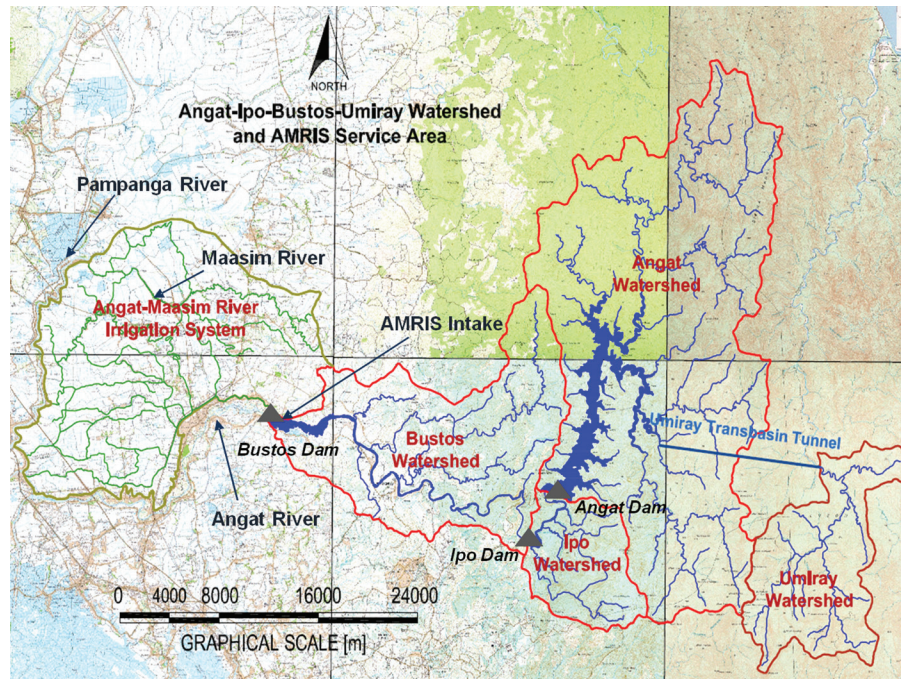 NORTH
Angat-Ipo-Bustos-Umiray Watershed
and AMRIS Service Area
Pampanga River
Maasim River
Angat
Watershed
Angat-Maasim River
Irrigation System
AMRIS Intake
Umiray Transbasin Tunnel
Bustos
Watershed
Bustos Dam
Angat Dam
Angat River
Ipo Dam
Ipo
Watershed
Umiray
Watershed
0 4000 8000 16000 24000
GRAPHICAL SCALE [m]